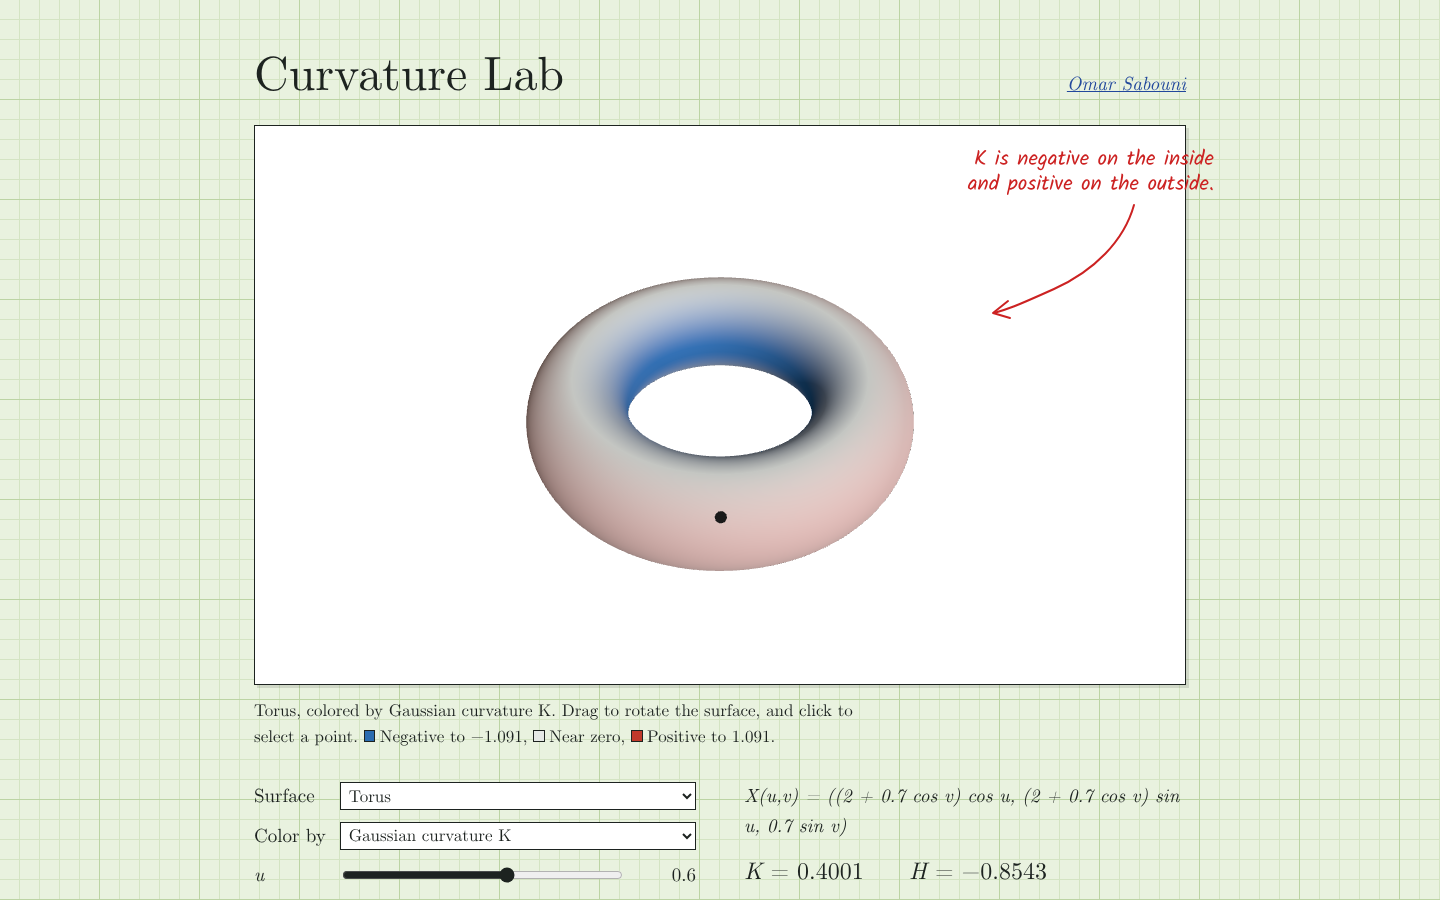 Curvature Lab
Omar Sabouni
K is negative on the inside
and positive on the outside.
Torus, colored by Gaussian curvature K. Drag to rotate the surface, and click to
select a point. Negative to −1.091, Near zero, Positive to 1.091.
Surface Torus
Color by Gaussian curvature K
u 0.6
X(u,v) = ((2 + 0.7 cos v) cos u, (2 + 0.7 cos v) sin
u, 0.7 sin v)
K = 0.4001 H = −0.8543